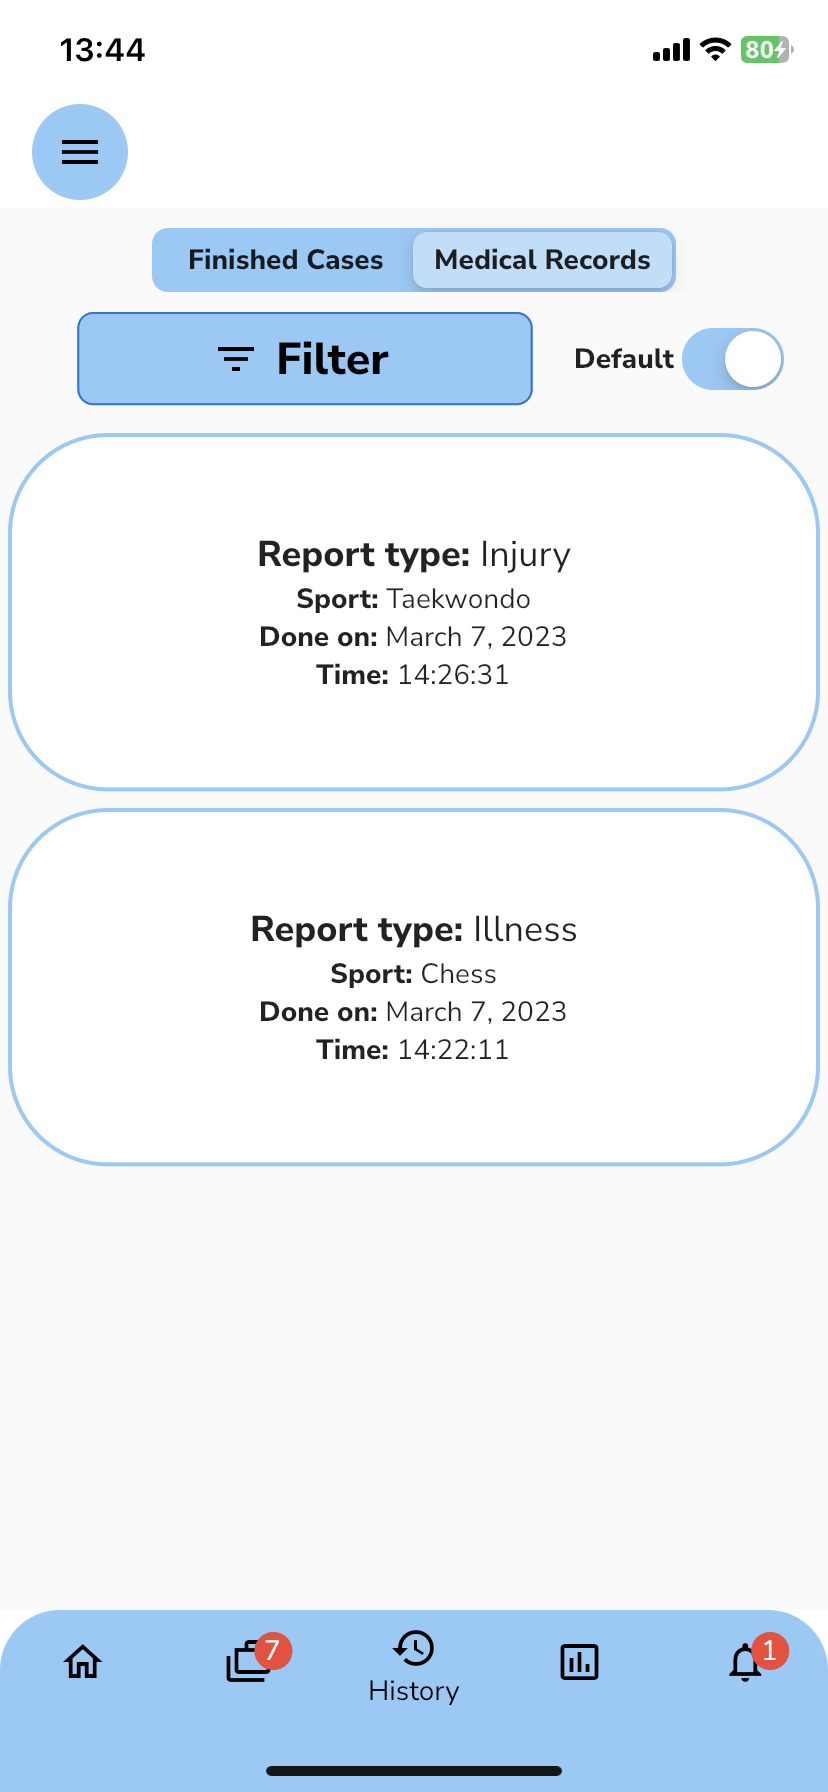 13:44
80
Finished Cases
Medical Records
Filter
Default
Report type: Injury
Sport: Taekwondo
Done on: March 7, 2023
Time: 14:26:31
Report type: Illness
Sport: Chess
Done on: March 7, 2023
Time: 14:22:11
7
1
History